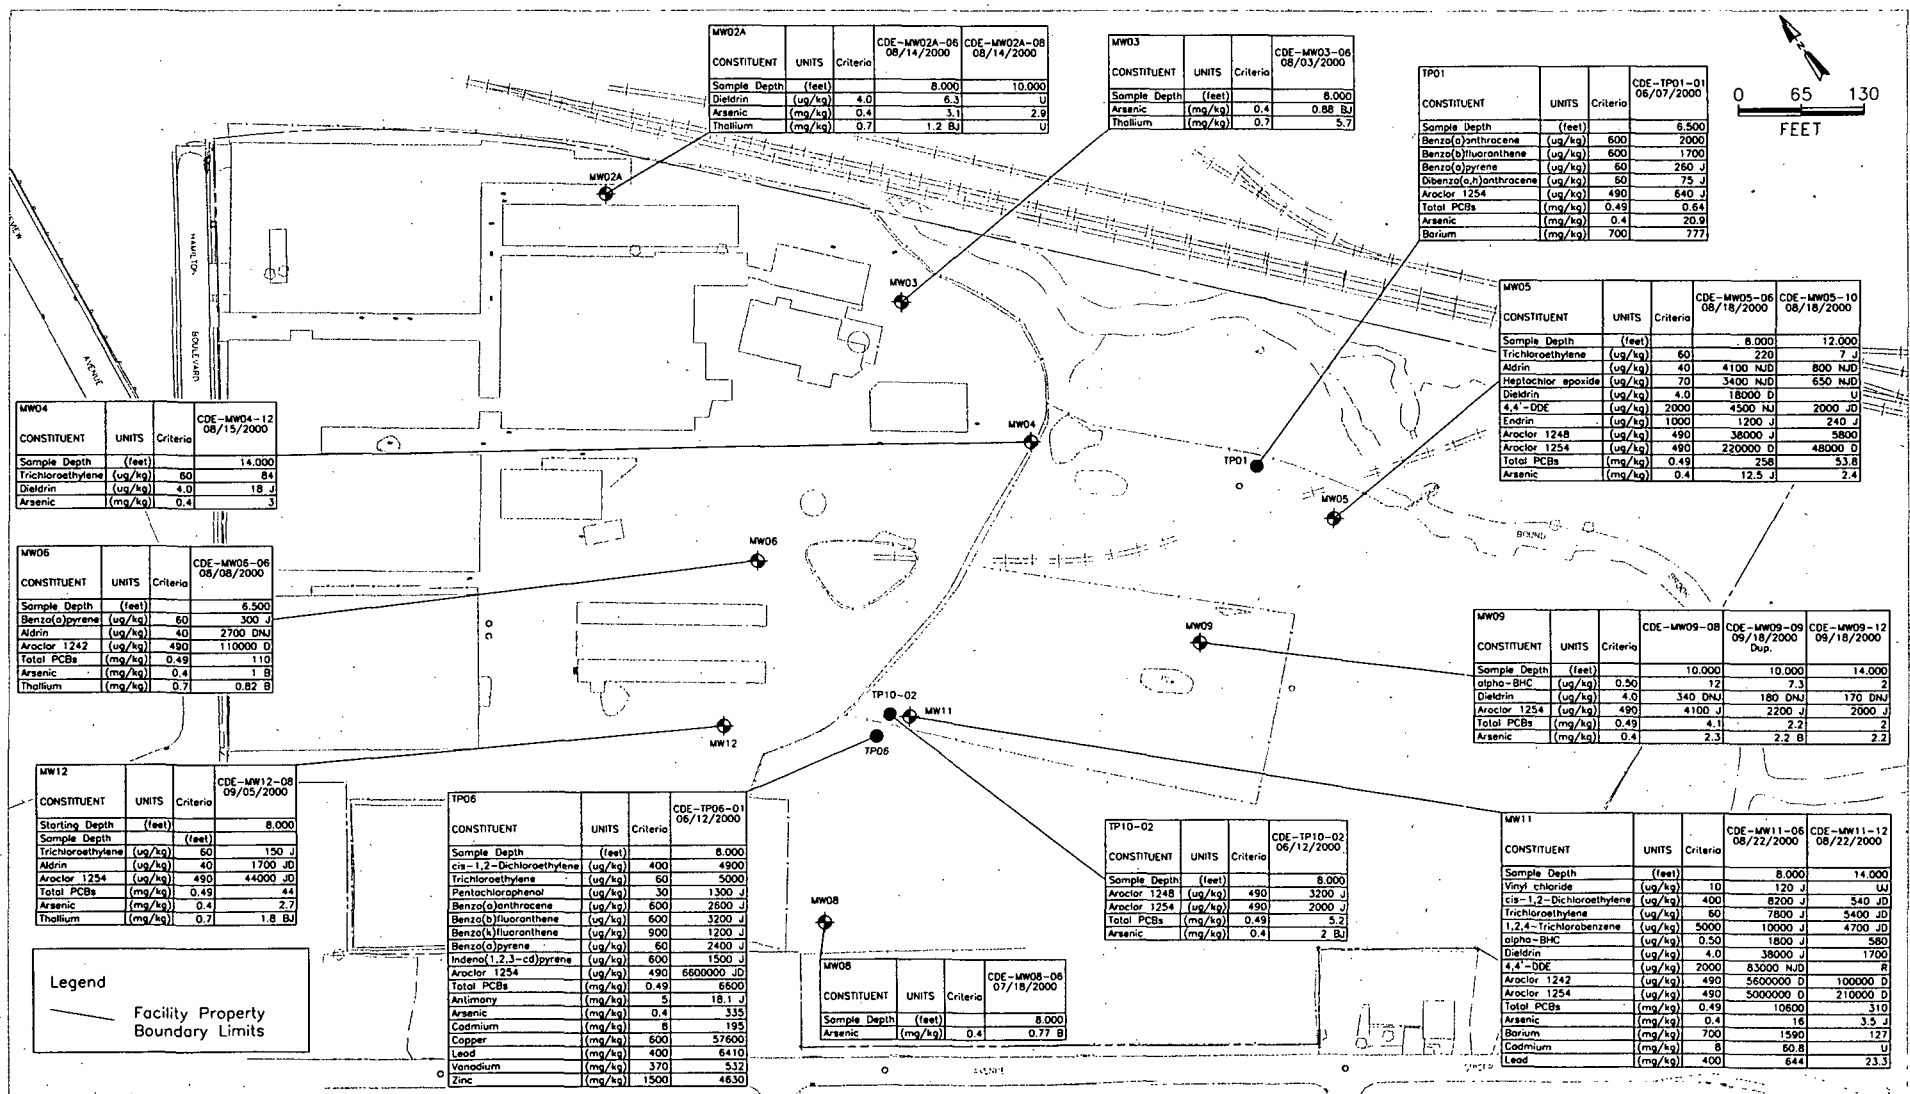 MW02A CDE-MW02A-06 08/14/2000 CDE-MW02A-08 08/14/2000
CONSTITUENT UNITS Criteria
Sample Depth (feet) 8.000 10.000
Dieldrin (ug/kg) 4.0 6.3 U
Arsenic (mg/kg) 0.4 3.1 2.9
Thallium (mg/kg) 0.7 1.2 BJ U
MW03 CDE-MW03-06 08/03/2000
CONSTITUENT UNITS Criteria
Sample Depth (feet) 8.000
Arsenic (mg/kg) 0.4 0.88 BJ
Thallium (mg/kg) 0.7 5.7
TP01 CDE-TP01-01 06/07/2000
CONSTITUENT UNITS Criteria
Sample Depth (feet) 6.500
Benzo(a)anthracene (ug/kg) 600 2000
Benzo(b)fluoranthene (ug/kg) 600 1700
Benzo(a)pyrene (ug/kg) 60 260 J
Dibenzo(a,h)anthracene (ug/kg) 60 75 J
Aroclor 1254 (ug/kg) 490 640 J
Total PCBs (mg/kg) 0.49 0.64
Arsenic (mg/kg) 0.4 20.9
Barium (mg/kg) 700 777
N
0 65 130
FEET
MW05 CDE-MW05-06 08/18/2000 CDE-MW05-10 08/18/2000
CONSTITUENT UNITS Criteria
Sample Depth (feet) 8.000 12.000
Trichloroethylene (ug/kg) 60 220 7 J
Aldrin (ug/kg) 40 4100 NJD 800 NJD
Heptachlor epoxide (ug/kg) 70 3400 NJD 650 NJD
Dieldrin (ug/kg) 4.0 18000 D U
4,4'-DDE (ug/kg) 2000 4500 NJ 2000 JD
Endrin (ug/kg) 1000 1200 J 240 J
Aroclor 1248 (ug/kg) 490 38000 J 5800
Aroclor 1254 (ug/kg) 490 220000 D 48000 D
Total PCBs (mg/kg) 0.49 258 53.8
Arsenic (mg/kg) 0.4 12.5 J 2.4
MW04 CDE-MW04-12 08/15/2000
CONSTITUENT UNITS Criteria
Sample Depth (feet) 14.000
Trichloroethylene (ug/kg) 60 84
Dieldrin (ug/kg) 4.0 18 J
Arsenic (mg/kg) 0.4 3
MW06 CDE-MW06-06 08/08/2000
CONSTITUENT UNITS Criteria
Sample Depth (feet) 6.500
Benzo(a)pyrene (ug/kg) 60 300 J
Aldrin (ug/kg) 40 2700 DNJ
Aroclor 1242 (ug/kg) 490 110000 D
Total PCBs (mg/kg) 0.49 110
Arsenic (mg/kg) 0.4 1 B
Thallium (mg/kg) 0.7 0.82 B
MW09 CDE-MW09-08 CDE-MW09-09 09/18/2000 Dup. CDE-MW09-12 09/18/2000
CONSTITUENT UNITS Criteria
Sample Depth (feet) 10.000 10.000 14.000
alpha-BHC (ug/kg) 0.50 12 7.3 2
Dieldrin (ug/kg) 4.0 340 DNJ 180 DNJ 170 DNJ
Aroclor 1254 (ug/kg) 490 4100 J 2200 J 2000 J
Total PCBs (mg/kg) 0.49 4.1 2.2 2
Arsenic (mg/kg) 0.4 2.3 2.2 B 2.2
MW12 CDE-MW12-08 09/05/2000
CONSTITUENT UNITS Criteria
Starting Depth (feet) 8.000
Sample Depth (feet)
Trichloroethylene (ug/kg) 60 150 J
Aldrin (ug/kg) 40 1700 JD
Aroclor 1254 (ug/kg) 490 44000 JD
Total PCBs (mg/kg) 0.49 44
Arsenic (mg/kg) 0.4 2.7
Thallium (mg/kg) 0.7 1.8 BJ
TP06 CDE-TP06-01 06/12/2000
CONSTITUENT UNITS Criteria
Sample Depth (feet) 8.000
cis-1,2-Dichloroethylene (ug/kg) 400 4900
Trichloroethylene (ug/kg) 60 5000
Pentachlorophenol (ug/kg) 30 1300 J
Benzo(a)anthracene (ug/kg) 600 2600 J
Benzo(b)fluoranthene (ug/kg) 600 3200 J
Benzo(k)fluoranthene (ug/kg) 900 1200 J
Benzo(a)pyrene (ug/kg) 60 2400 J
Indeno(1,2,3-cd)pyrene (ug/kg) 600 1500 J
Aroclor 1254 (ug/kg) 490 6600000 JD
Total PCBs (mg/kg) 0.49 6600
Antimony (mg/kg) 5 18.1 J
Arsenic (mg/kg) 0.4 335
Cadmium (mg/kg) 8 195
Copper (mg/kg) 600 57600
Lead (mg/kg) 400 6410
Vanadium (mg/kg) 370 532
Zinc (mg/kg) 1500 4630
TP10-02 CDE-TP10-02 06/12/2000
CONSTITUENT UNITS Criteria
Sample Depth (feet) 8.000
Aroclor 1248 (ug/kg) 490 3200 J
Aroclor 1254 (ug/kg) 490 2000 J
Total PCBs (mg/kg) 0.49 5.2
Arsenic (mg/kg) 0.4 2 BJ
MW11 CDE-MW11-06 08/22/2000 CDE-MW11-12 08/22/2000
CONSTITUENT UNITS Criteria
Sample Depth (feet) 8.000 14.000
Vinyl chloride (ug/kg) 10 120 J UJ
cis-1,2-Dichloroethylene (ug/kg) 400 8200 J 540 JD
Trichloroethylene (ug/kg) 60 7800 J 5400 JD
1,2,4-Trichlorobenzene (ug/kg) 5000 10000 J 4700 JD
alpha-BHC (ug/kg) 0.50 1800 J 580
Dieldrin (ug/kg) 4.0 38000 J 1700
4,4'-DDE (ug/kg) 2000 83000 NJD R
Aroclor 1242 (ug/kg) 490 5600000 D 100000 D
Aroclor 1254 (ug/kg) 490 5000000 D 210000 D
Total PCBs (mg/kg) 0.49 10600 310
Arsenic (mg/kg) 0.4 16 3.5 J
Barium (mg/kg) 700 1590 127
Cadmium (mg/kg) 8 60.8 U
Lead (mg/kg) 400 644 23.3
MW08 CDE-MW08-06 07/18/2000
CONSTITUENT UNITS Criteria
Sample Depth (feet) 8.000
Arsenic (mg/kg) 0.4 0.77 B
MW02A
MW03
MW04
TP01
MW05
MW06
MW09
TP10-02
MW11
TP06
MW12
MW08
HAMILTON
BOULEVARD
VIEW
AVENUE
BOUND
BROOK
AVENUE
Legend
Facility Property
Boundary Limits